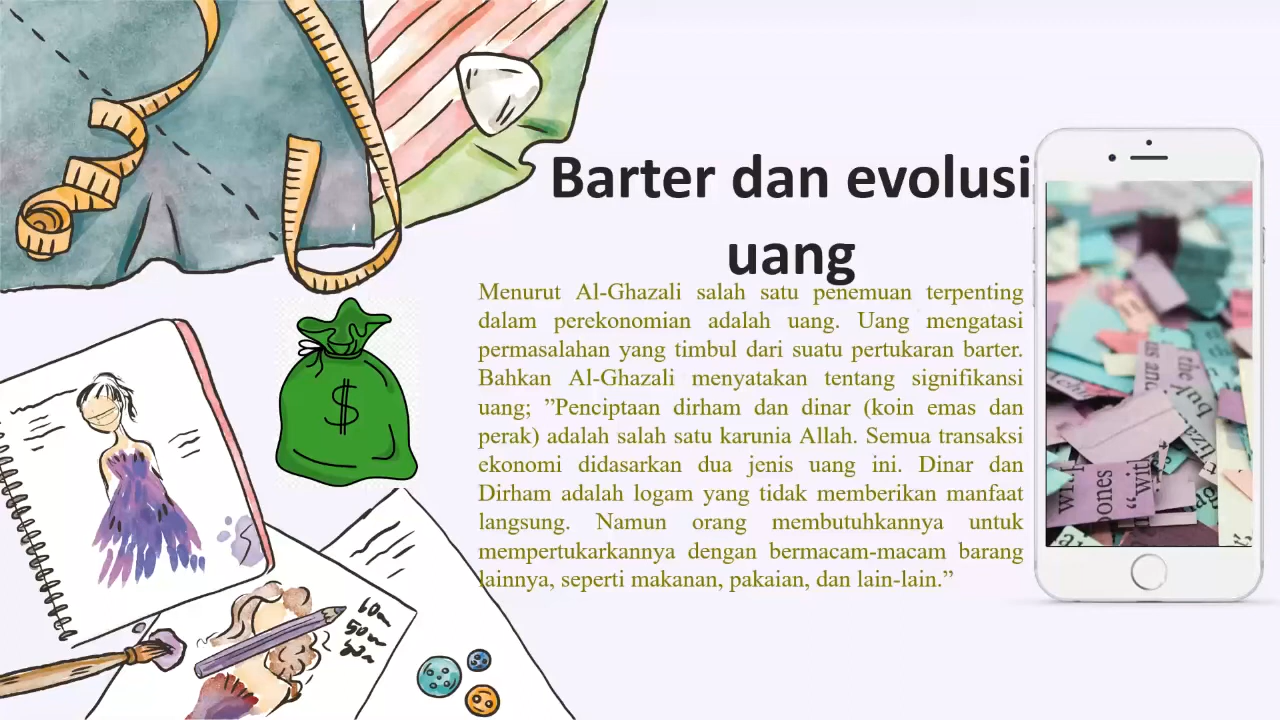 Barter dan evolusi
uang
Menurut Al-Ghazali salah satu penemuan terpenting
dalam perekonomian adalah uang. Uang mengatasi
permasalahan yang timbul dari suatu pertukaran barter.
Bahkan Al-Ghazali menyatakan tentang signifikansi
uang; ”Penciptaan dirham dan dinar (koin emas dan
perak) adalah salah satu karunia Allah. Semua transaksi
ekonomi didasarkan dua jenis uang ini. Dinar dan
Dirham adalah logam yang tidak memberikan manfaat
langsung. Namun orang membutuhkannya untuk
mempertukarkannya dengan bermacam-macam barang
lainnya, seperti makanan, pakaian, dan lain-lain.”
$